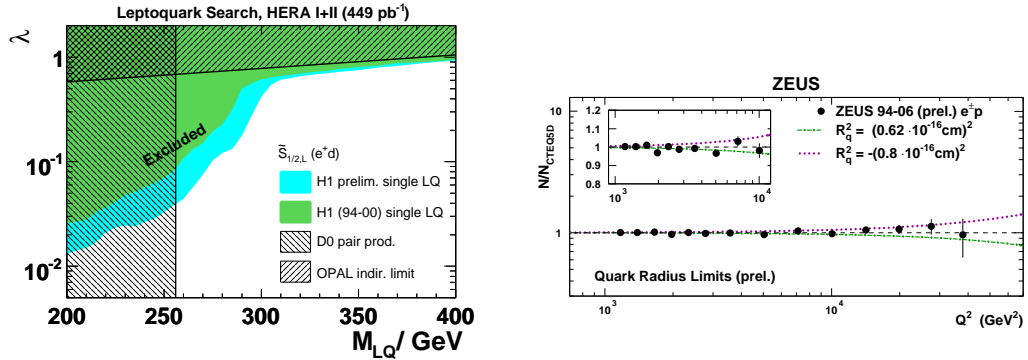 Leptoquark Search, HERA I+II (449 pb⁻¹)
λ
1
10⁻¹
10⁻²
Excluded
S̃1/2,L (e⁺d)
H1 prelim. single LQ
H1 (94-00) single LQ
D0 pair prod.
OPAL indir. limit
200 250 300 350 400
M_LQ/ GeV
ZEUS
N/N_CTEQ5D
10
1
1.2
1.1
1
0.9
0.8
10³ 10⁴
ZEUS 94-06 (prel.) e±p
R_q² = (0.62 ·10⁻¹⁶cm)²
R_q² = -(0.8 ·10⁻¹⁶cm)²
Quark Radius Limits (prel.)
10³ 10⁴
Q² (GeV²)